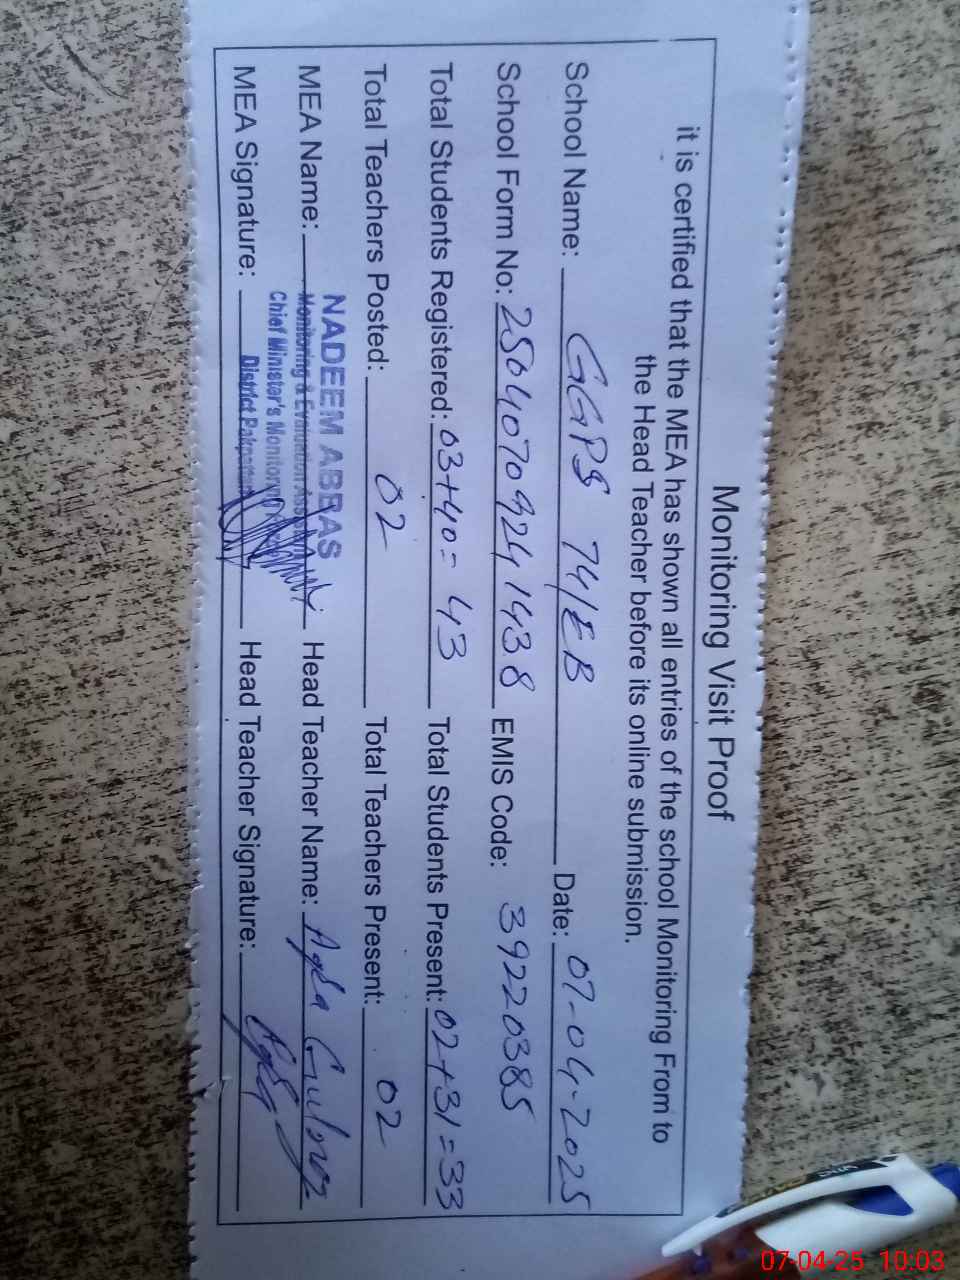 Monitoring Visit Proof
it is certified that the MEA has shown all entries of the school Monitoring From to
the Head Teacher before its online submission.
School Name: GGPS 74/EB Date: 07-04-2025
School Form No: 25040709241438 EMIS Code: 39220385
Total Students Registered: 03+40= 43 Total Students Present: 02+31=33
Total Teachers Posted: 02 Total Teachers Present: 02
NADEEM ABBAS
MEA Name: Monitoring & Evaluation Head Teacher Name: Aqsa
Chief Minister's Monitoring
MEA Signature: District Pakpattan Head Teacher Signature: Aqsa
07-04-25 10:03